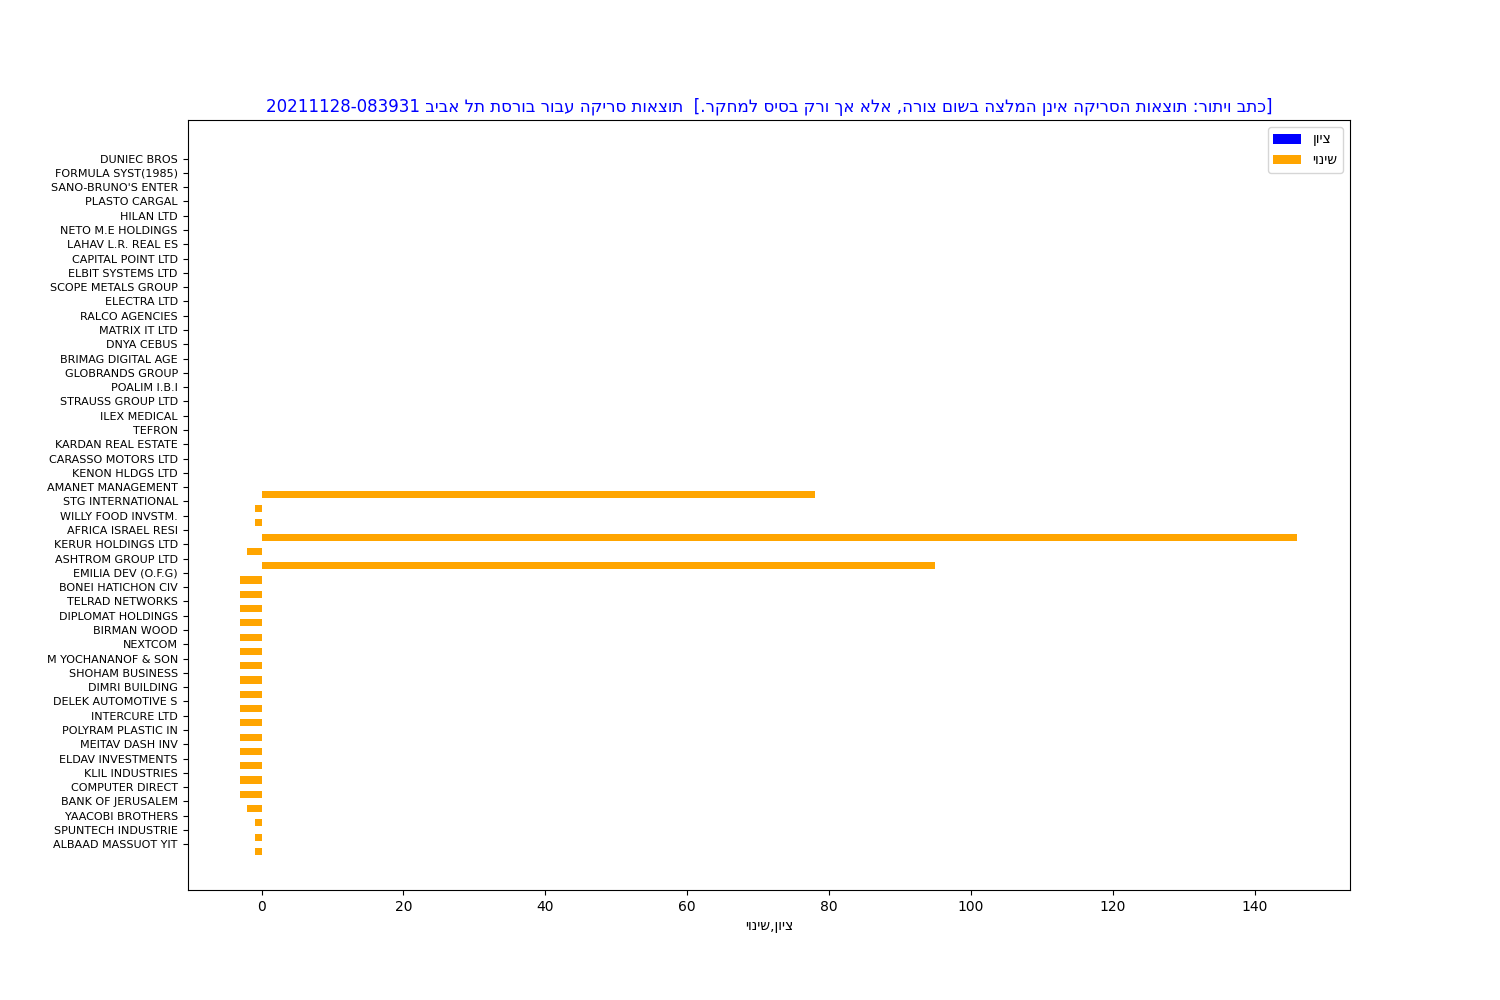 [כתב ויתור: תוצאות הסריקה אינן המלצה בשום צורה, אלא אך ורק בסיס למחקר.] תוצאות סריקה עבור בורסת תל אביב 20211128-083931
ציון
שינוי
DUNIEC BROS
FORMULA SYST(1985)
SANO-BRUNO'S ENTER
PLASTO CARGAL
HILAN LTD
NETO M.E HOLDINGS
LAHAV L.R. REAL ES
CAPITAL POINT LTD
ELBIT SYSTEMS LTD
SCOPE METALS GROUP
ELECTRA LTD
RALCO AGENCIES
MATRIX IT LTD
DNYA CEBUS
BRIMAG DIGITAL AGE
GLOBRANDS GROUP
POALIM I.B.I
STRAUSS GROUP LTD
ILEX MEDICAL
TEFRON
KARDAN REAL ESTATE
CARASSO MOTORS LTD
KENON HLDGS LTD
AMANET MANAGEMENT
STG INTERNATIONAL
WILLY FOOD INVSTM.
AFRICA ISRAEL RESI
KERUR HOLDINGS LTD
ASHTROM GROUP LTD
EMILIA DEV (O.F.G)
BONEI HATICHON CIV
TELRAD NETWORKS
DIPLOMAT HOLDINGS
BIRMAN WOOD
NEXTCOM
M YOCHANANOF & SON
SHOHAM BUSINESS
DIMRI BUILDING
DELEK AUTOMOTIVE S
INTERCURE LTD
POLYRAM PLASTIC IN
MEITAV DASH INV
ELDAV INVESTMENTS
KLIL INDUSTRIES
COMPUTER DIRECT
BANK OF JERUSALEM
YAACOBI BROTHERS
SPUNTECH INDUSTRIE
ALBAAD MASSUOT YIT
0 20 40 60 80 100 120 140
ציון,שינוי